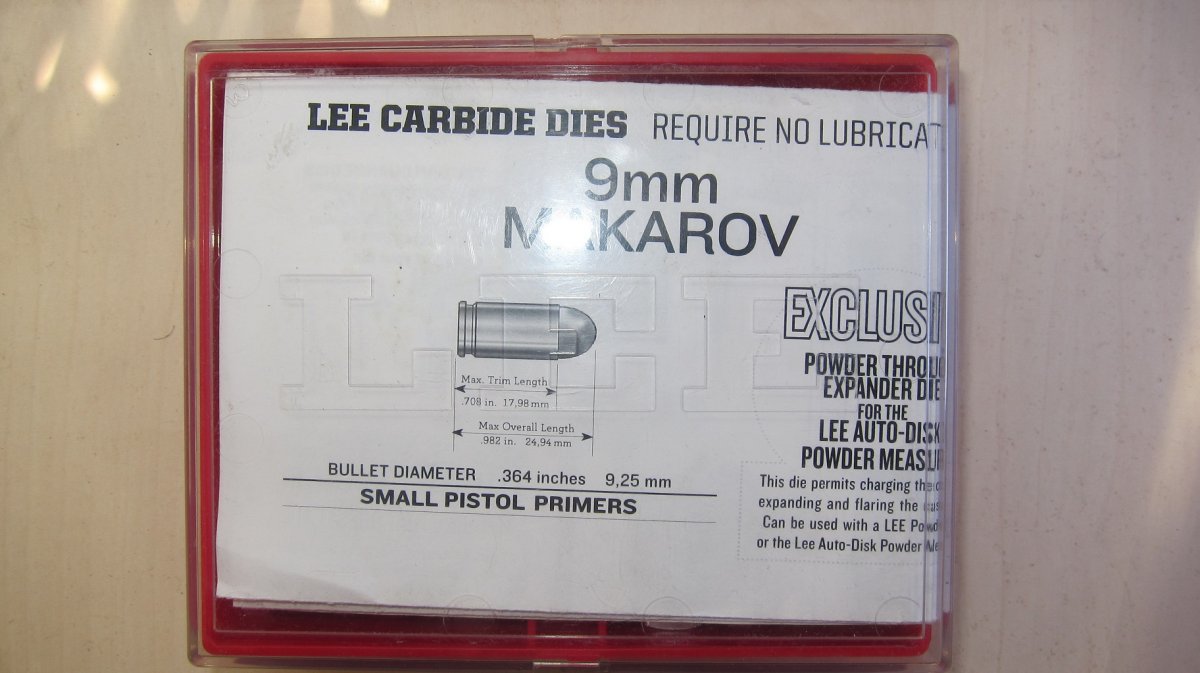 LEE CARBIDE DIES REQUIRE NO LUBRICAT
9mm
MAKAROV
LEE
Max. Trim Length
.708 in. 17,98 mm
Max Overall Length
.982 in. 24,94 mm
BULLET DIAMETER .364 inches 9,25 mm
SMALL PISTOL PRIMERS
EXCLUSI
POWDER THROU
EXPANDER DIE
FOR THE
LEE AUTO-DISK
POWDER MEASU
This die permits charging the
expanding and flaring the
Can be used with a LEE Powd
or the Lee Auto-Disk Powder Me